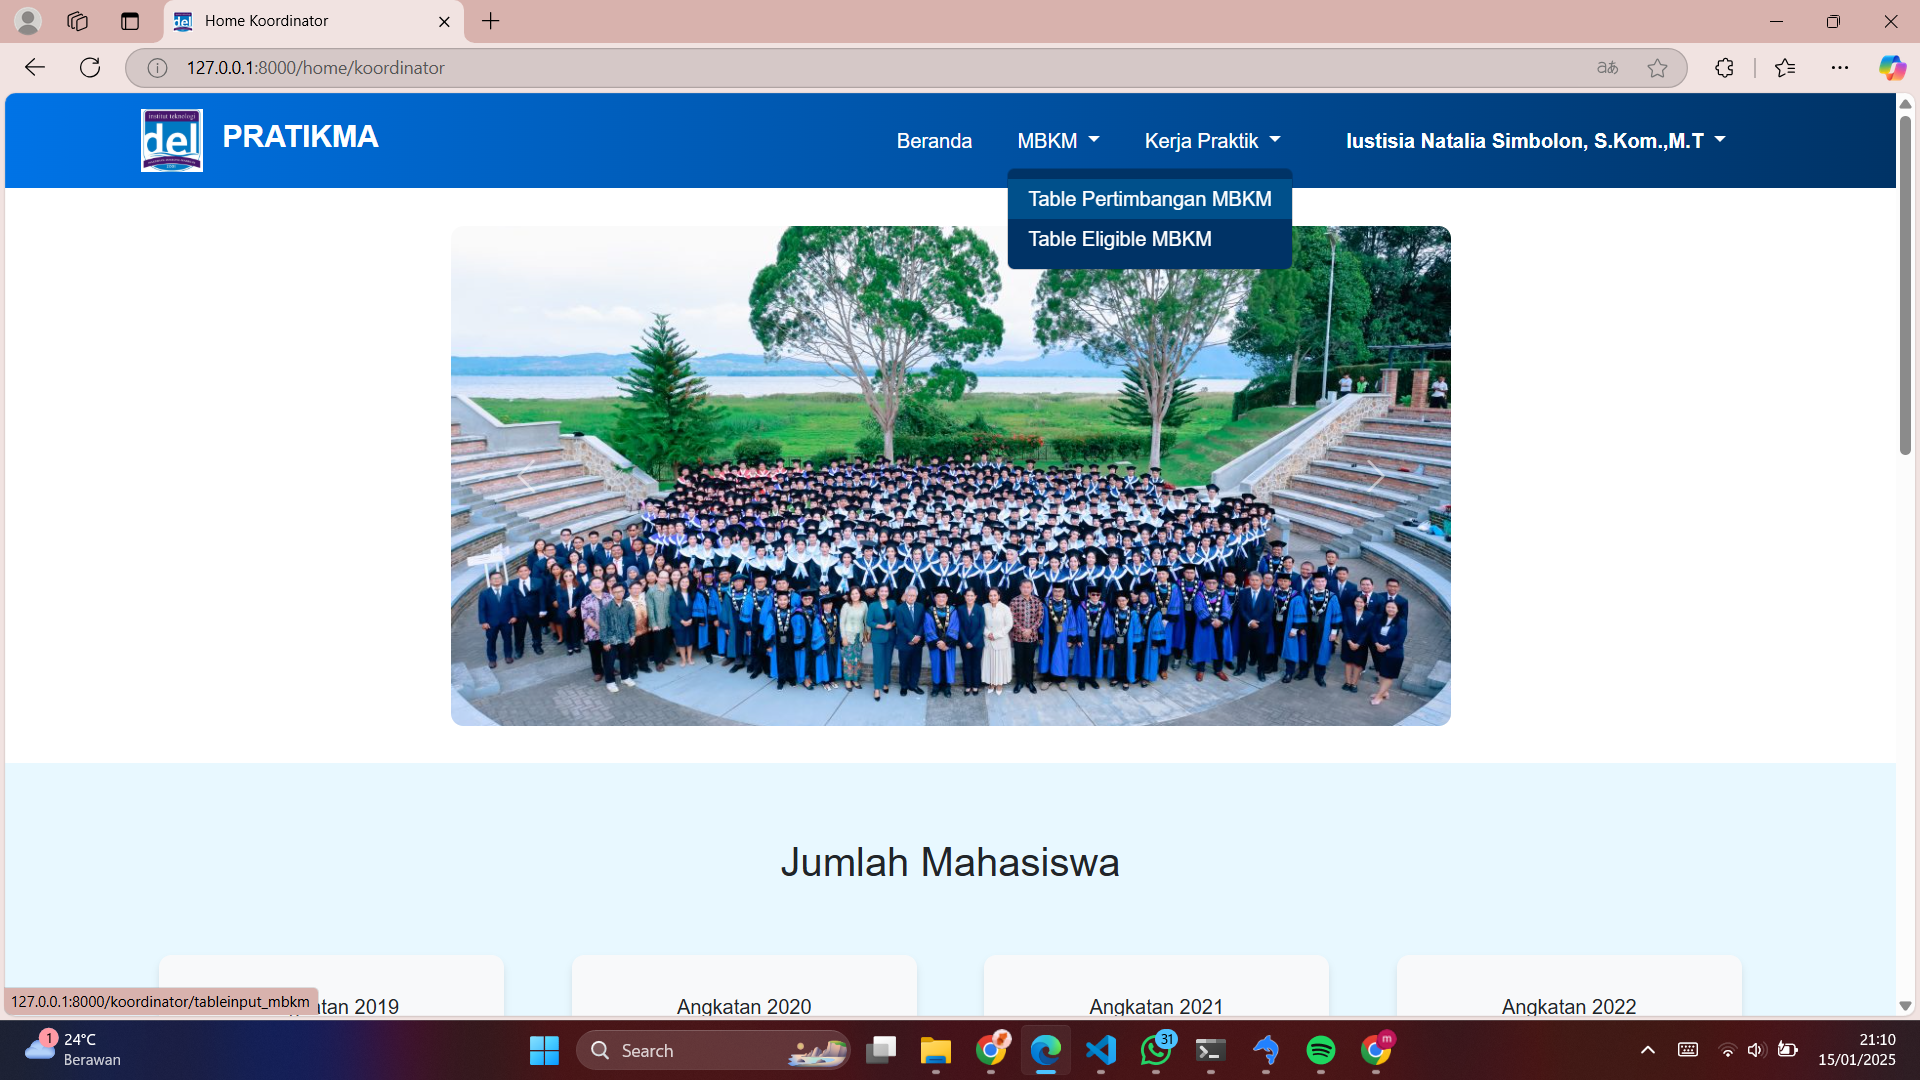 Home Koordinator
127.0.0.1:8000/home/koordinator
institut teknologi
del
PRATIKMA
Beranda
MBKM
Kerja Praktik
Iustisia Natalia Simbolon, S.Kom.,M.T
Table Pertimbangan MBKM
Table Eligible MBKM
Jumlah Mahasiswa
tan 2019
Angkatan 2020
Angkatan 2021
Angkatan 2022
127.0.0.1:8000/koordinator/tableinput_mbkm
1
24°C
Berawan
Search
31
m
21:10
15/01/2025